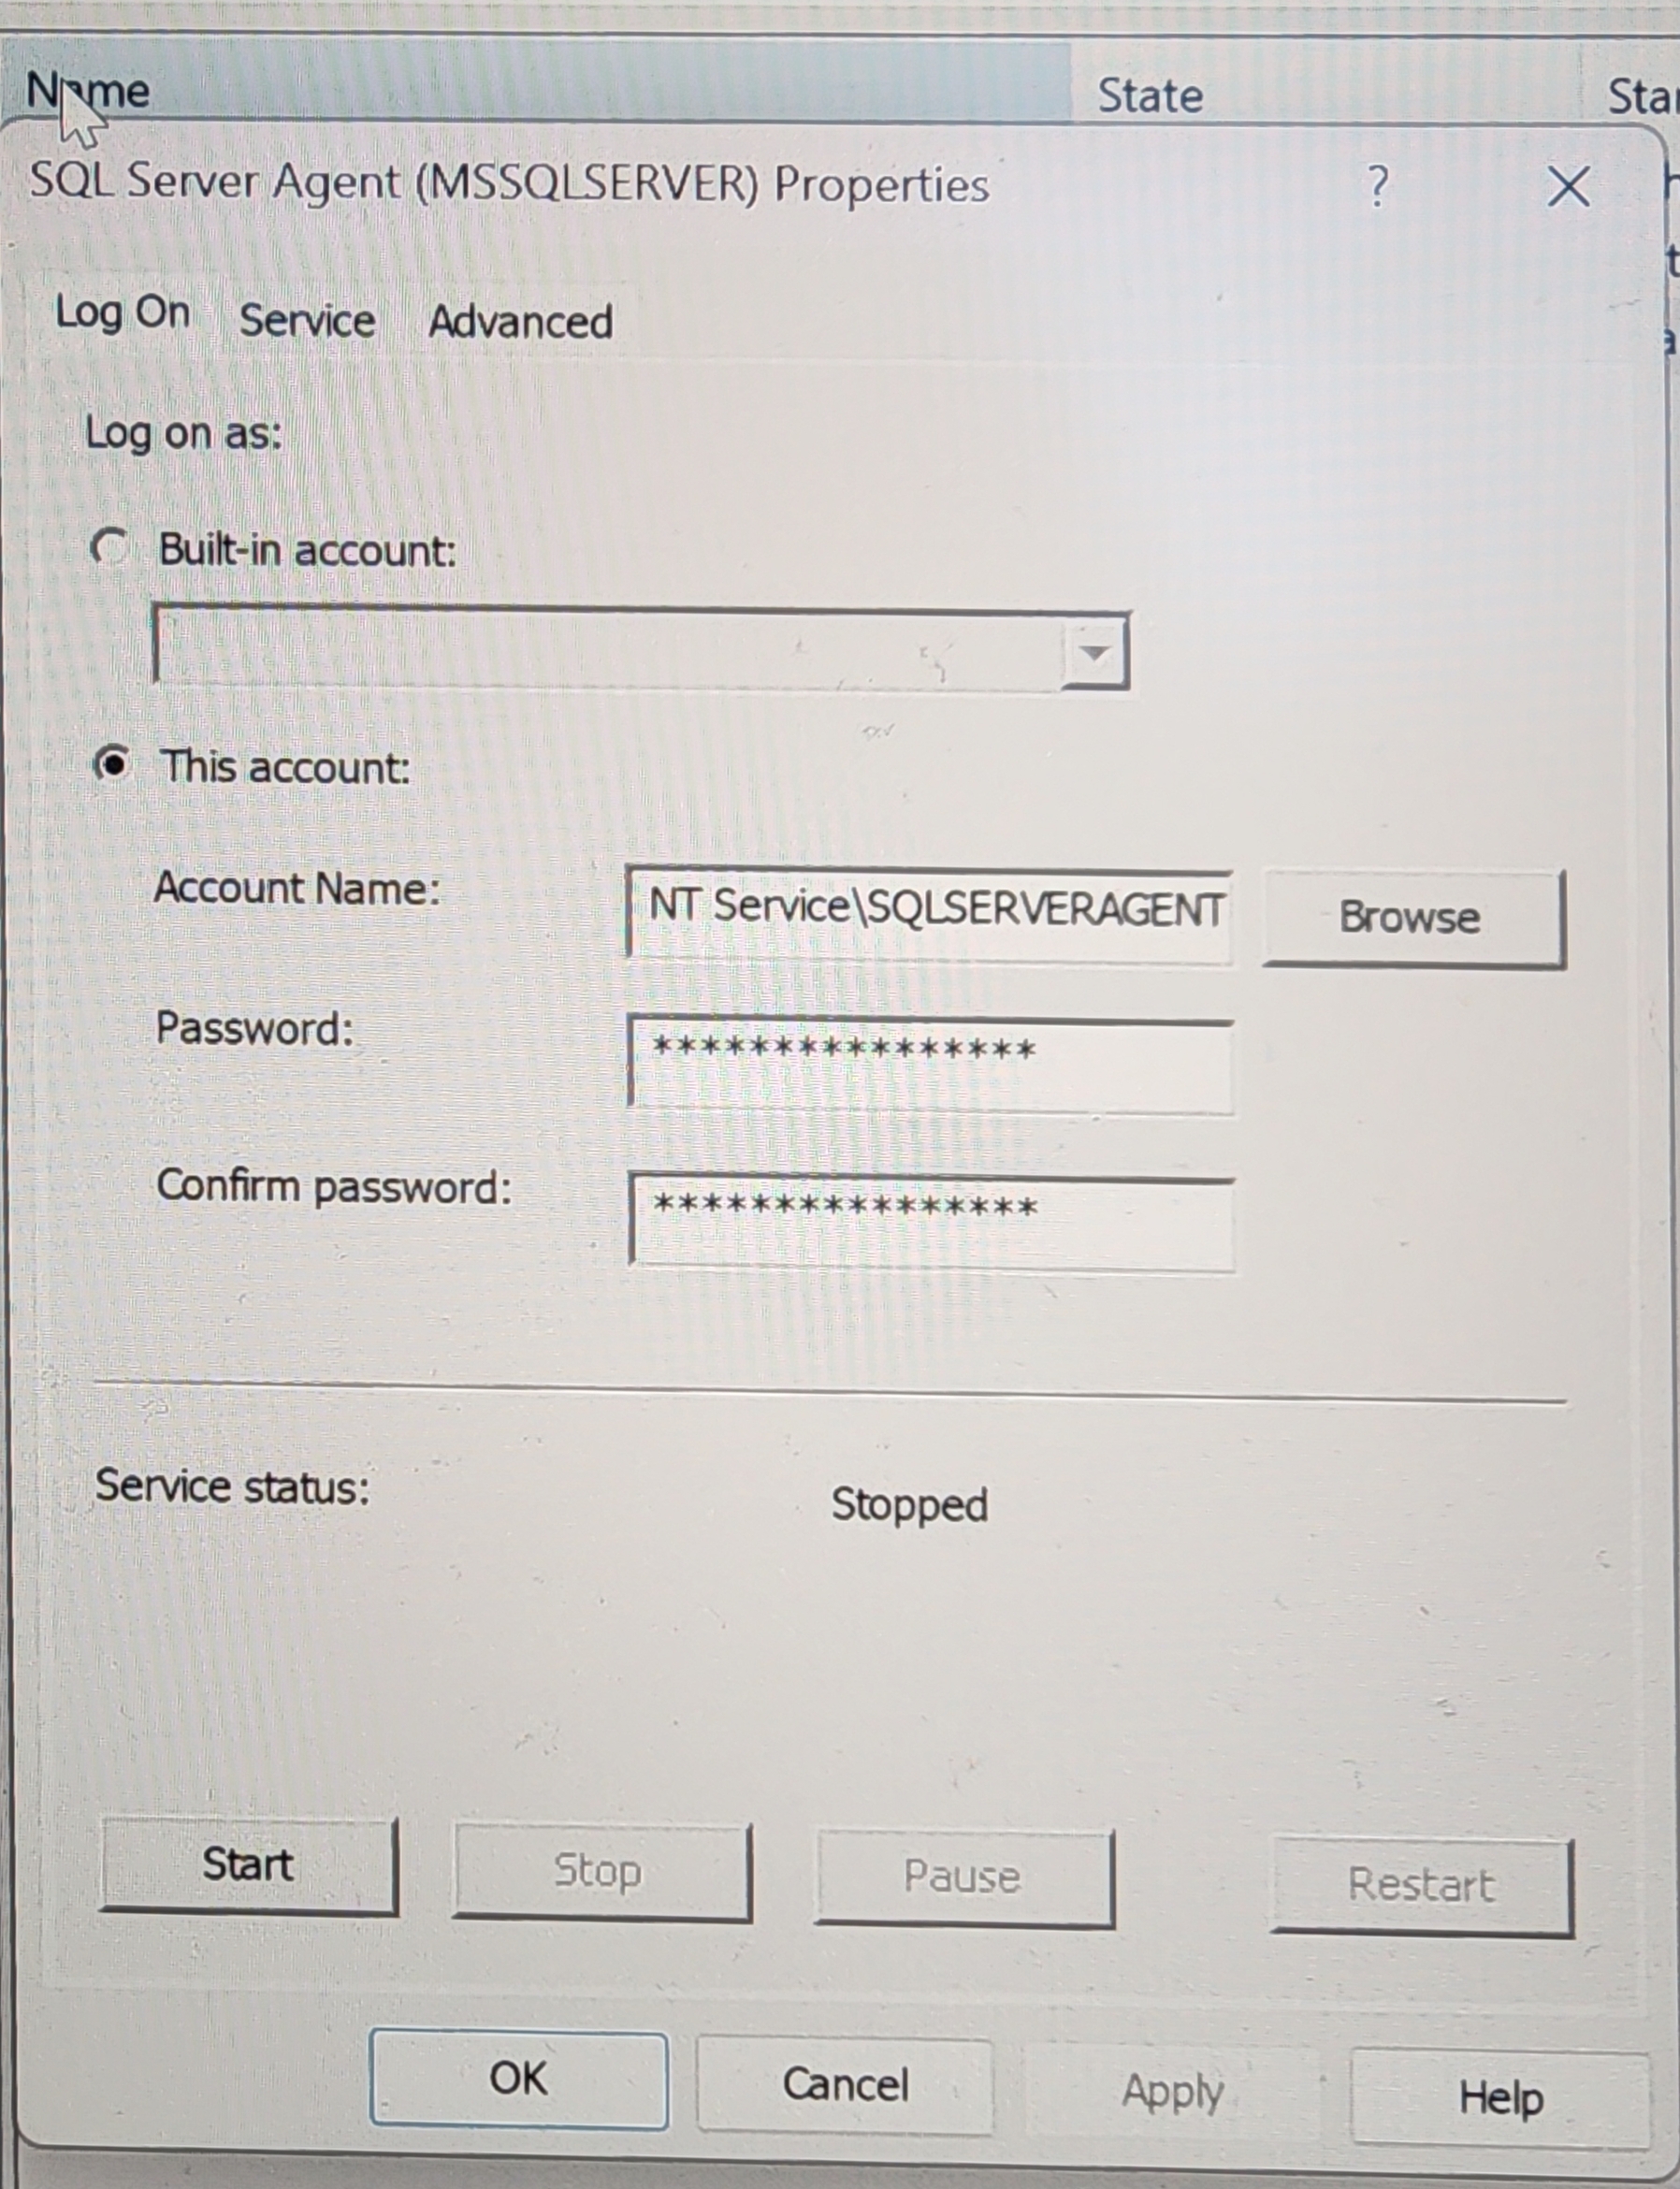 Name State
SQL Server Agent (MSSQLSERVER) Properties ? X
Log On Service Advanced
Log on as:
Built-in account:
This account:
Account Name: NT Service\SQLSERVERAGENT Browse
Password: ****************
Confirm password: ****************
Service status: Stopped
Start Stop Pause Restart
OK Cancel Apply Help